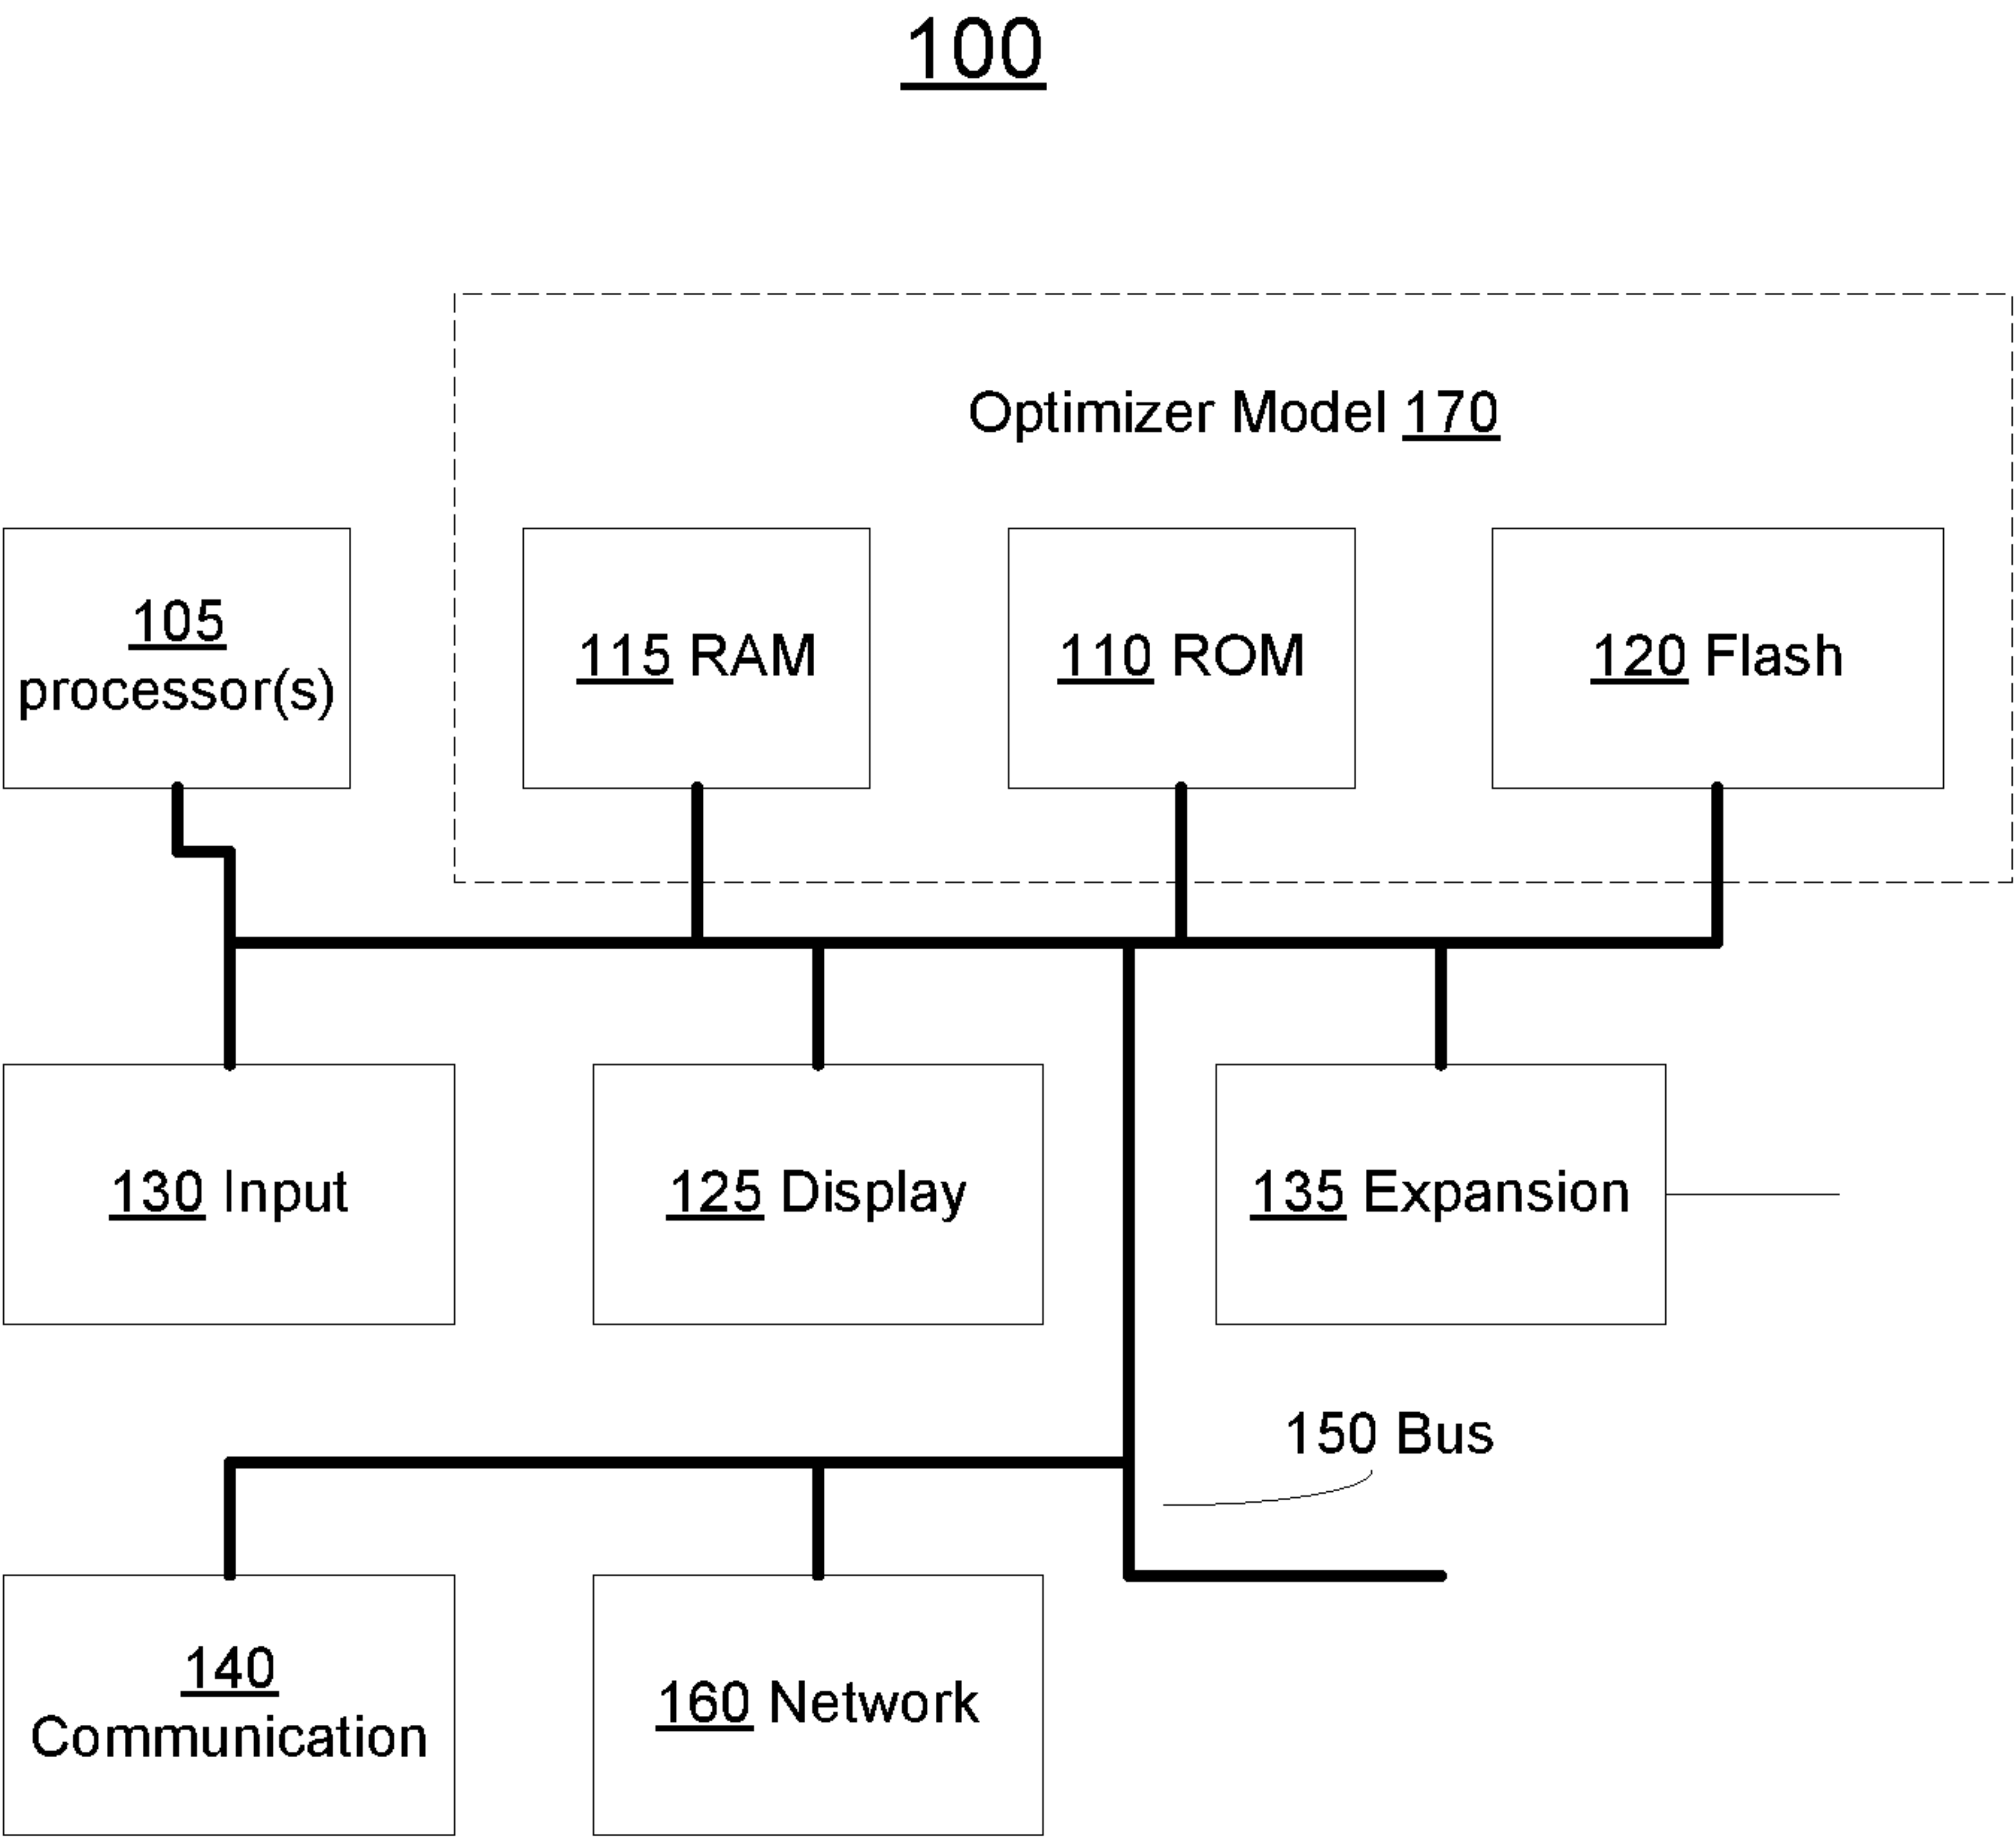 100
Optimizer Model 170
105
processor(s)
115 RAM
110 ROM
120 Flash
130 Input
125 Display
135 Expansion
150 Bus
140
Communication
160 Network